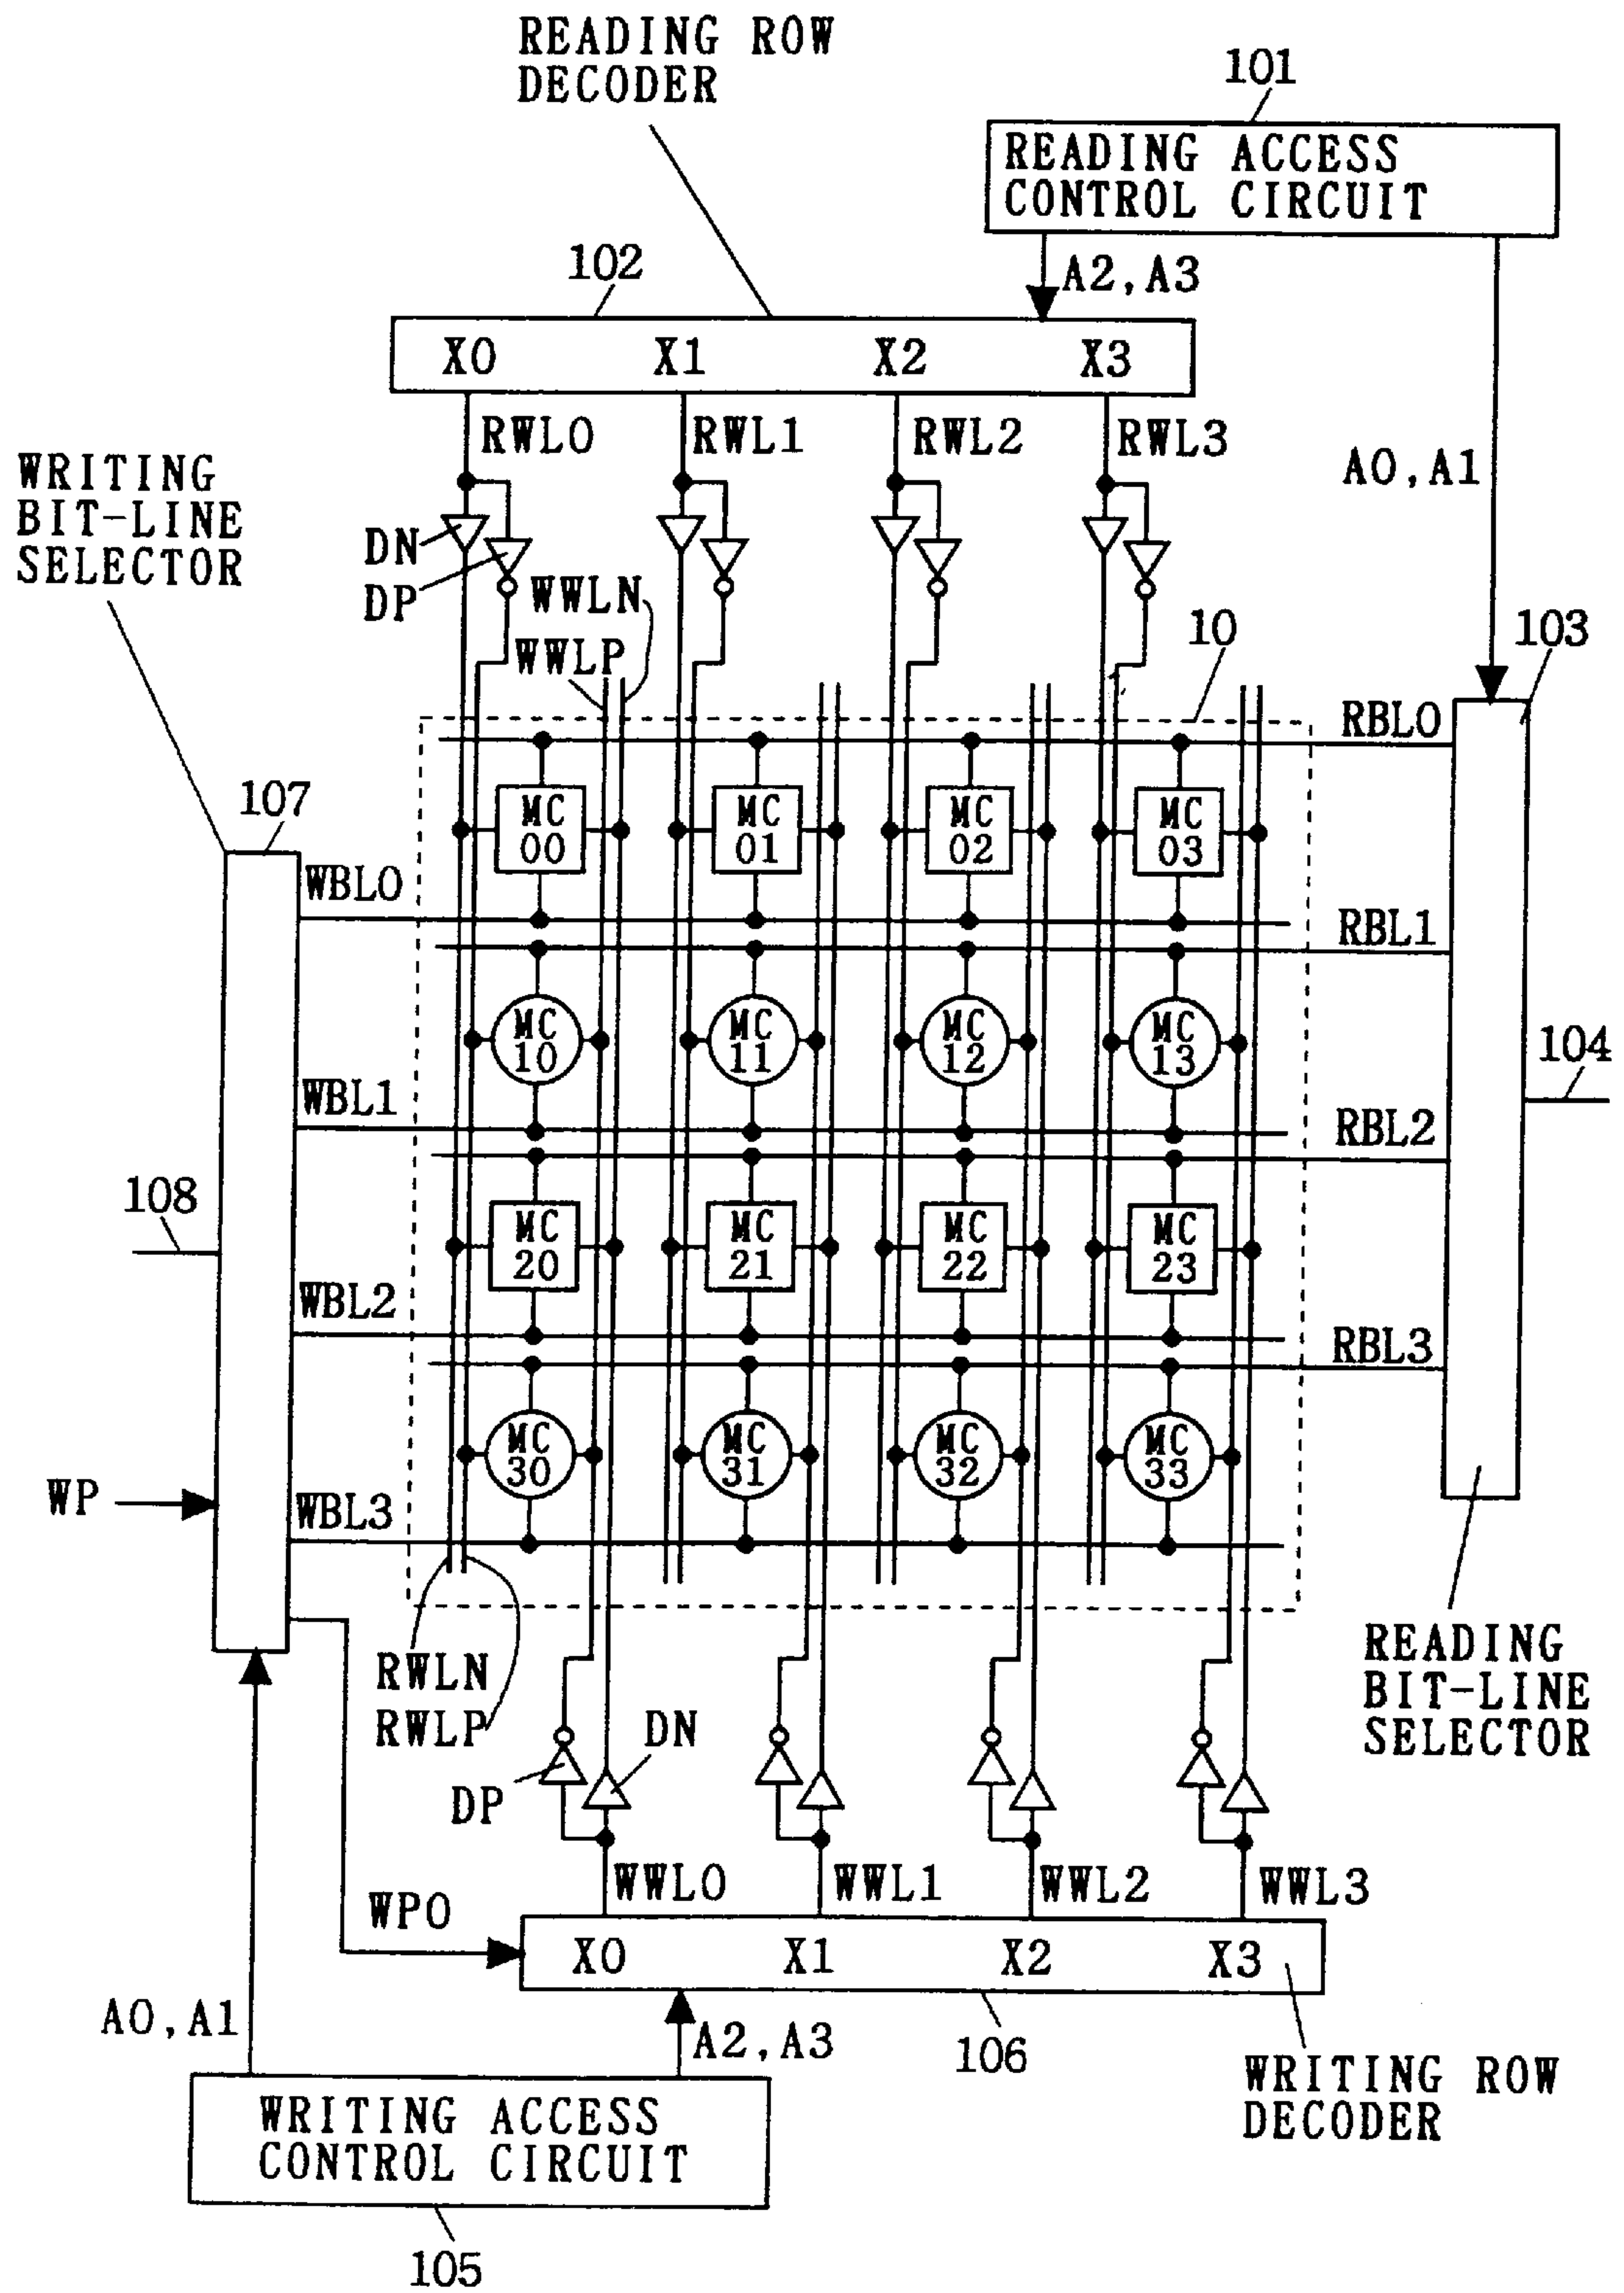 READING ROW
DECODER
101
READING ACCESS
CONTROL CIRCUIT
102
A2,A3
X0 X1 X2 X3
RWL0 RWL1 RWL2 RWL3
A0,A1
WRITING
BIT-LINE
SELECTOR
DN
DP
WWLN
WWLP
10
103
RBL0
107
MC
00
MC
01
MC
02
MC
03
WBL0
RBL1
MC
10
MC
11
MC
12
MC
13
104
WBL1
RBL2
108
MC
20
MC
21
MC
22
MC
23
WBL2
RBL3
MC
30
MC
31
MC
32
MC
33
WP
WBL3
RWLN
RWLP
READING
BIT-LINE
SELECTOR
DN
DP
WWL0 WWL1 WWL2 WWL3
WP0
X0 X1 X2 X3
A0,A1
A2,A3
106
WRITING ROW
DECODER
WRITING ACCESS
CONTROL CIRCUIT
105